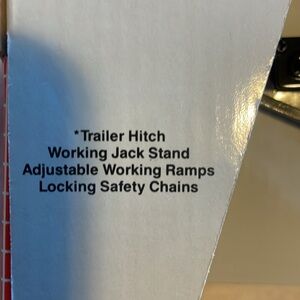 *Trailer Hitch
Working Jack Stand
Adjustable Working Ramps
Locking Safety Chains